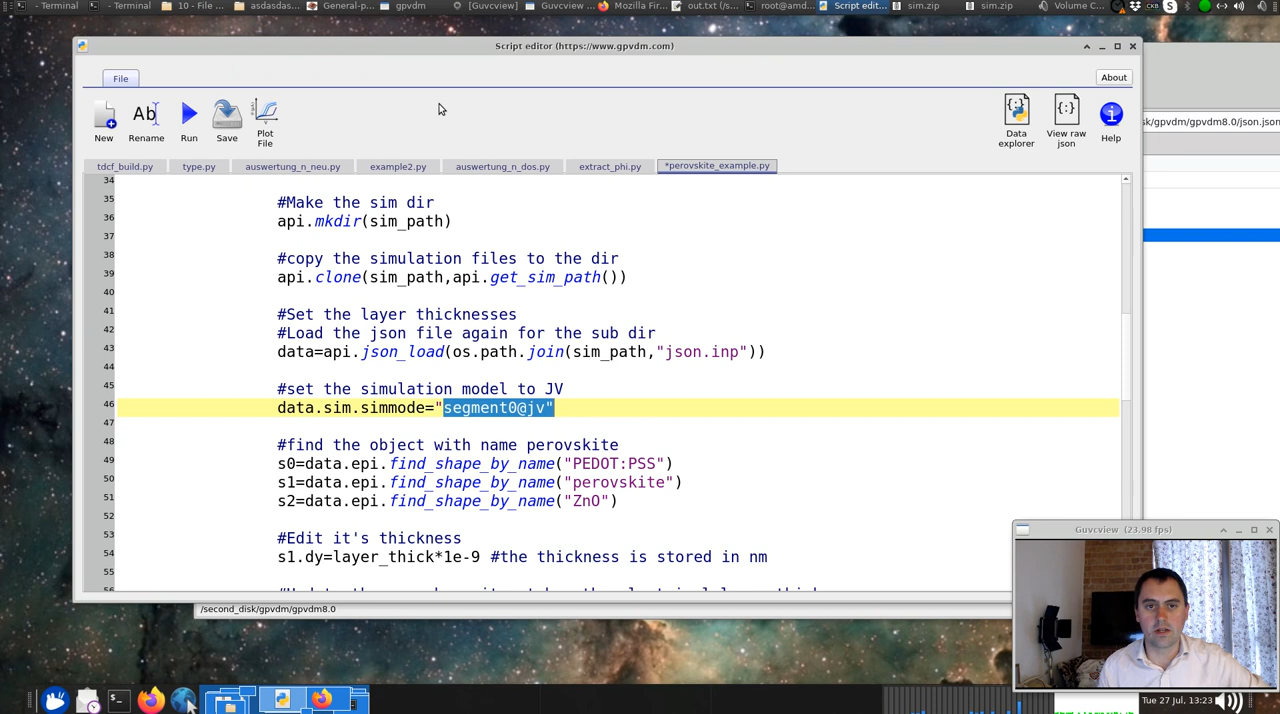 - Terminal
- Terminal
10 - File ...
asdasdas...
General-p...
gpvdm
[Guvcview]
Guvcview ...
Mozilla Fir...
out.txt (/s...
root@amd...
Script edit...
sim.zip
sim.zip
Volume C...
CKB
S
Script editor (https://www.gpvdm.com)
File
About
Ab
New
Rename
Run
Save
Plot
File
Data
explorer
View raw
json
Help
sk/gpvdm/gpvdm8.0/json.json
tdcf_build.py
type.py
auswertung_n_neu.py
example2.py
auswertung_n_dos.py
extract_phi.py
*perovskite_example.py
34
35 #Make the sim dir
36 api.mkdir(sim_path)
37
38 #copy the simulation files to the dir
39 api.clone(sim_path,api.get_sim_path())
40
41 #Set the layer thicknesses
42 #Load the json file again for the sub dir
43 data=api.json_load(os.path.join(sim_path,"json.inp"))
44
45 #set the simulation model to JV
46 data.sim.simmode="segment0@jv"
47
48 #find the object with name perovskite
49 s0=data.epi.find_shape_by_name("PEDOT:PSS")
50 s1=data.epi.find_shape_by_name("perovskite")
51 s2=data.epi.find_shape_by_name("ZnO")
52
53 #Edit it's thickness
54 s1.dy=layer_thick*1e-9 #the thickness is stored in nm
55
56
/second_disk/gpvdm/gpvdm8.0
Guvcview (23.98 fps)
Tue 27 Jul, 13:23